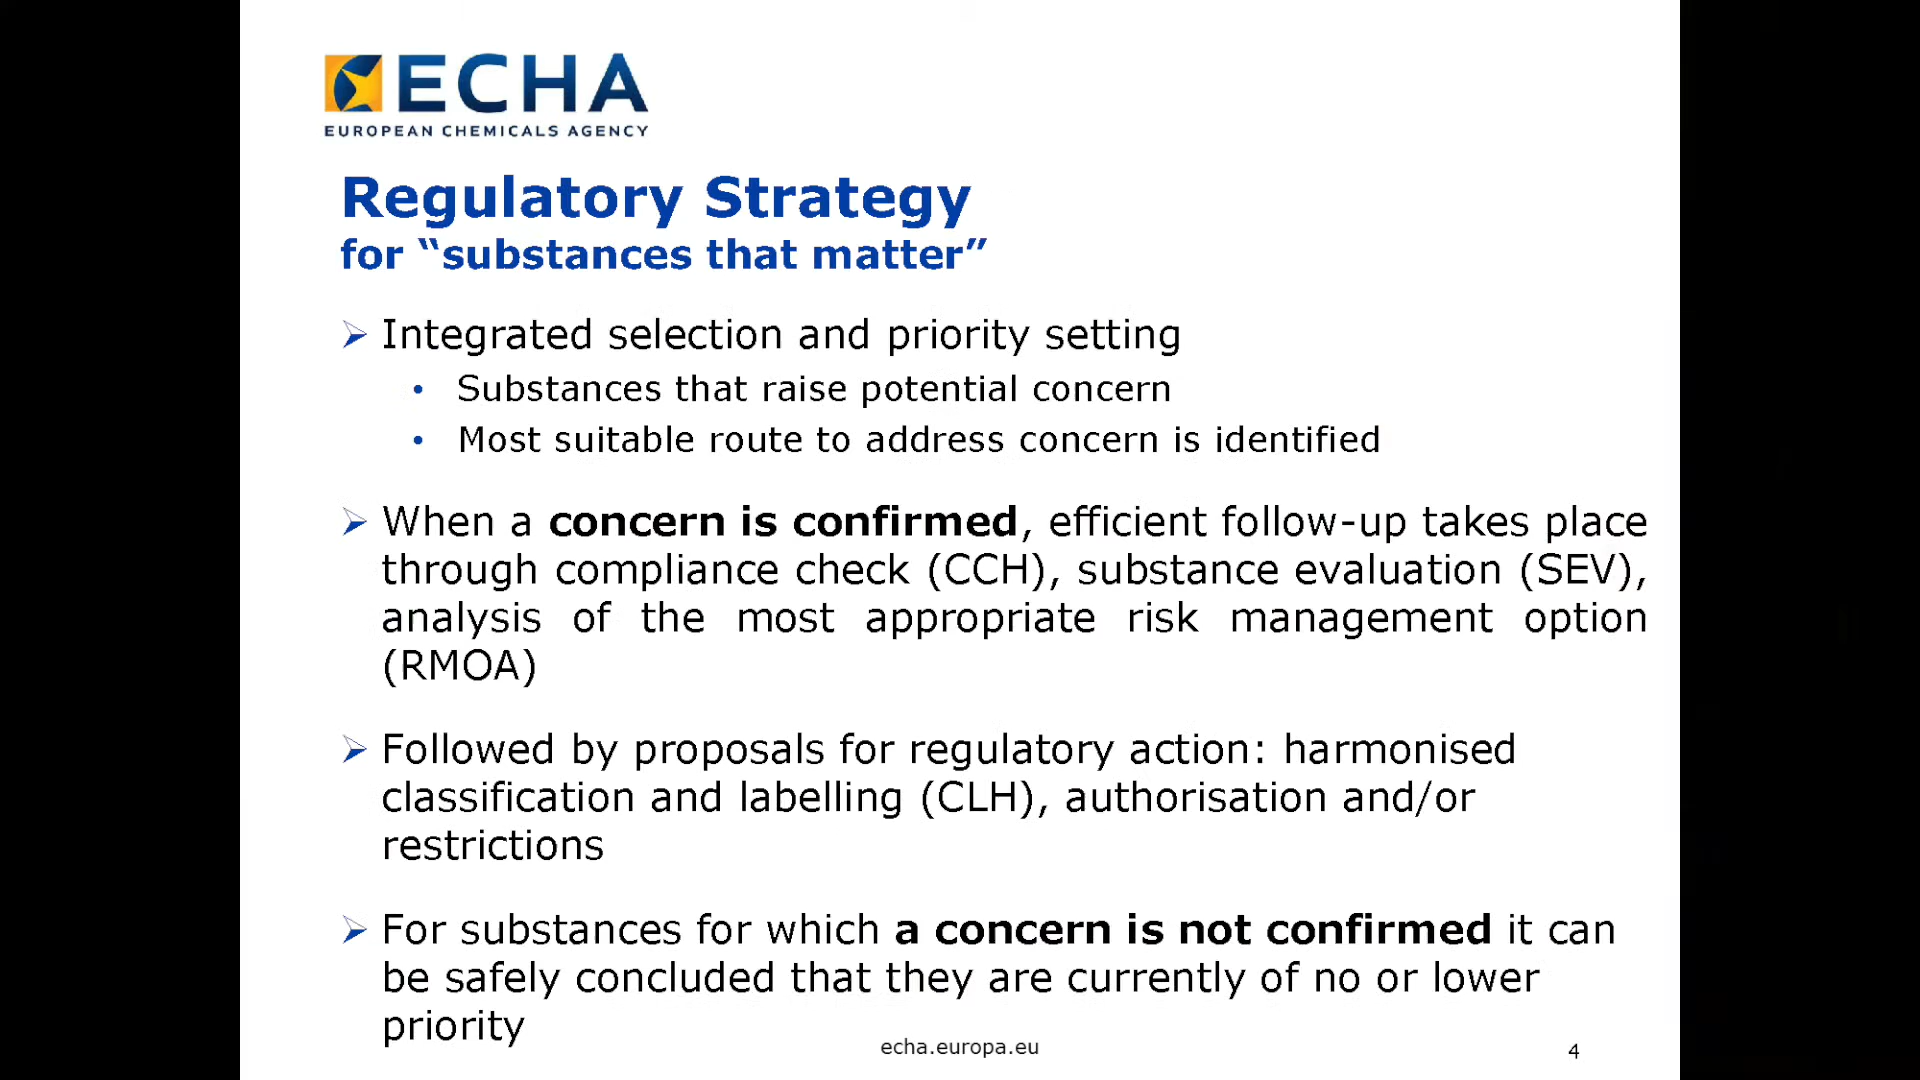 ECHA
EUROPEAN CHEMICALS AGENCY
Regulatory Strategy
for “substances that matter”
Integrated selection and priority setting
• Substances that raise potential concern
• Most suitable route to address concern is identified
When a concern is confirmed, efficient follow-up takes place
through compliance check (CCH), substance evaluation (SEV),
analysis of the most appropriate risk management option
(RMOA)
Followed by proposals for regulatory action: harmonised
classification and labelling (CLH), authorisation and/or
restrictions
For substances for which a concern is not confirmed it can
be safely concluded that they are currently of no or lower
priority
echa.europa.eu
4